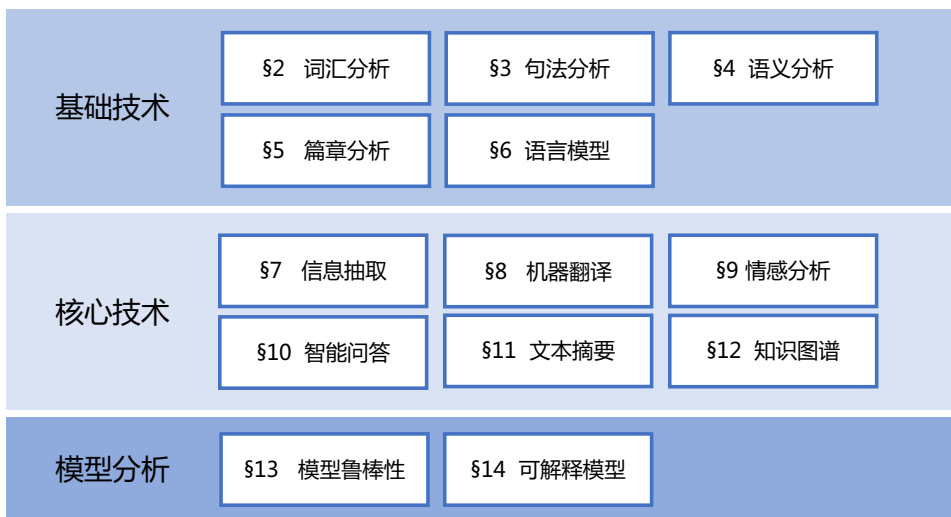 基础技术
§2 词汇分析
§3 句法分析
§4 语义分析
§5 篇章分析
§6 语言模型
核心技术
§7 信息抽取
§8 机器翻译
§9 情感分析
§10 智能问答
§11 文本摘要
§12 知识图谱
模型分析
§13 模型鲁棒性
§14 可解释模型